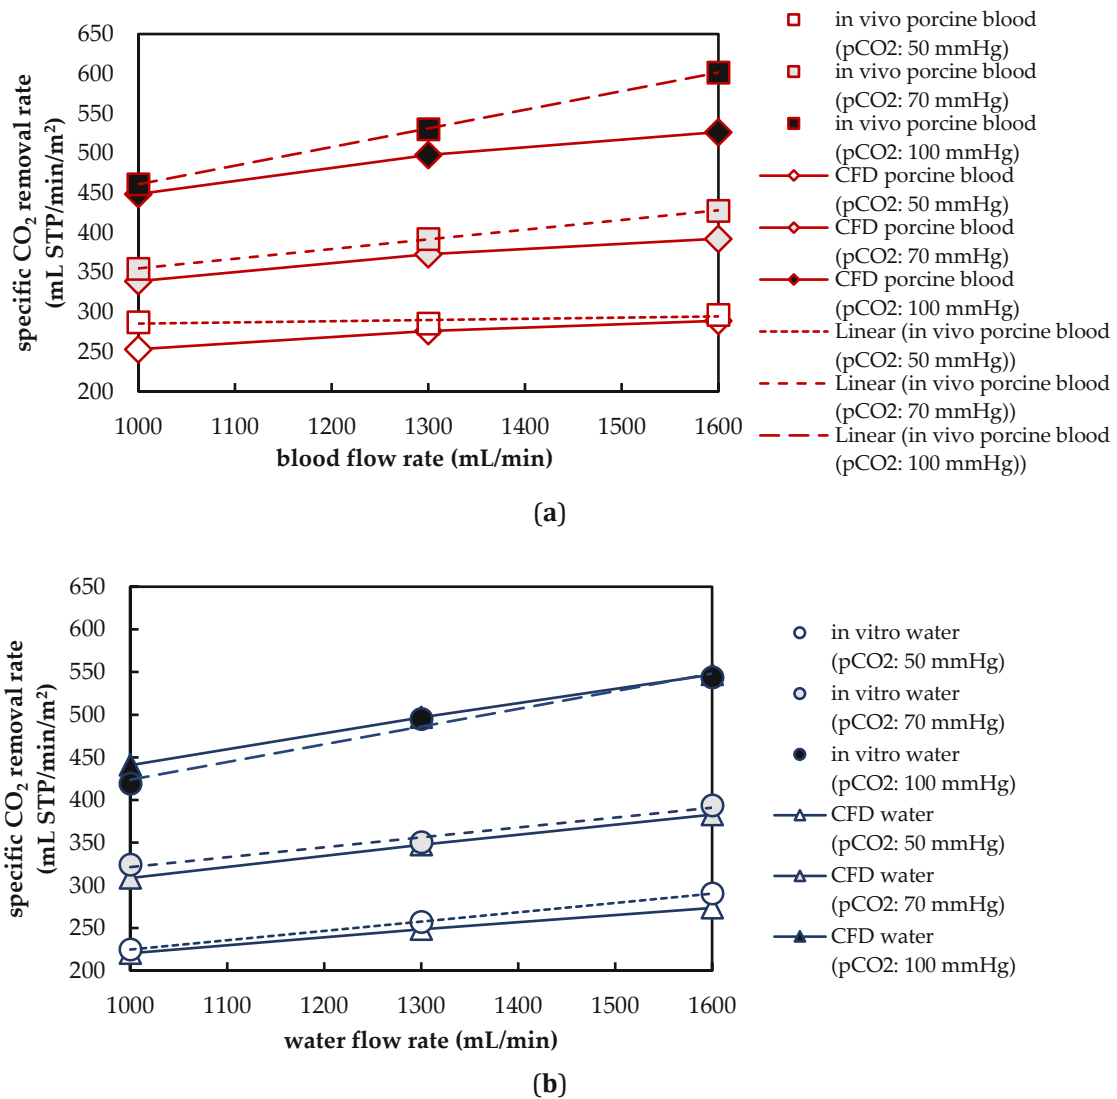 specific CO2 removal rate
(mL STP/min/m²)
650
600
550
500
450
400
350
300
250
200
1000 1100 1200 1300 1400 1500 1600
blood flow rate (mL/min)
in vivo porcine blood
(pCO2: 50 mmHg)
in vivo porcine blood
(pCO2: 70 mmHg)
in vivo porcine blood
(pCO2: 100 mmHg)
CFD porcine blood
(pCO2: 50 mmHg)
CFD porcine blood
(pCO2: 70 mmHg)
CFD porcine blood
(pCO2: 100 mmHg)
Linear (in vivo porcine blood
(pCO2: 50 mmHg))
Linear (in vivo porcine blood
(pCO2: 70 mmHg))
Linear (in vivo porcine blood
(pCO2: 100 mmHg))
(a)
specific CO2 removal rate
(mL STP/min/m²)
650
600
550
500
450
400
350
300
250
200
1000 1100 1200 1300 1400 1500 1600
water flow rate (mL/min)
in vitro water
(pCO2: 50 mmHg)
in vitro water
(pCO2: 70 mmHg)
in vitro water
(pCO2: 100 mmHg)
CFD water
(pCO2: 50 mmHg)
CFD water
(pCO2: 70 mmHg)
CFD water
(pCO2: 100 mmHg)
(b)